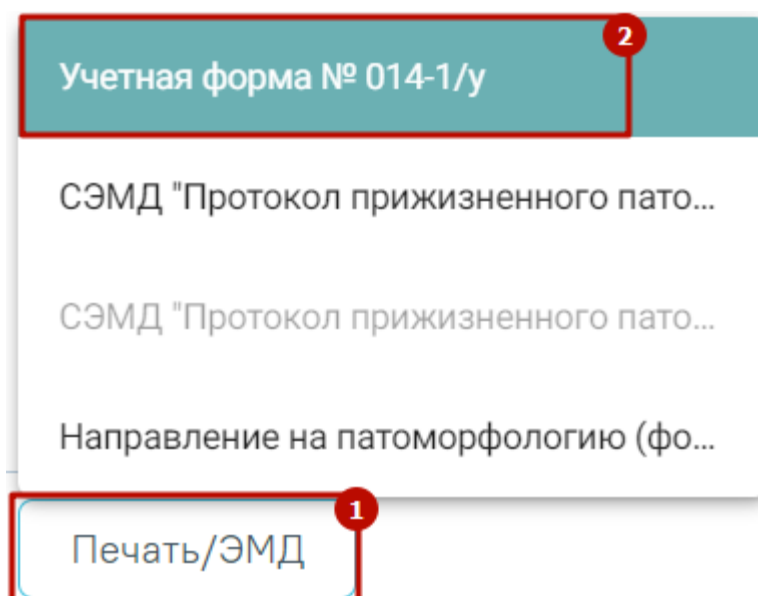 2
Учетная форма № 014-1/у
СЭМД "Протокол прижизненного пато...
СЭМД "Протокол прижизненного пато...
Направление на патоморфологию (фо...
1
Печать/ЭМД